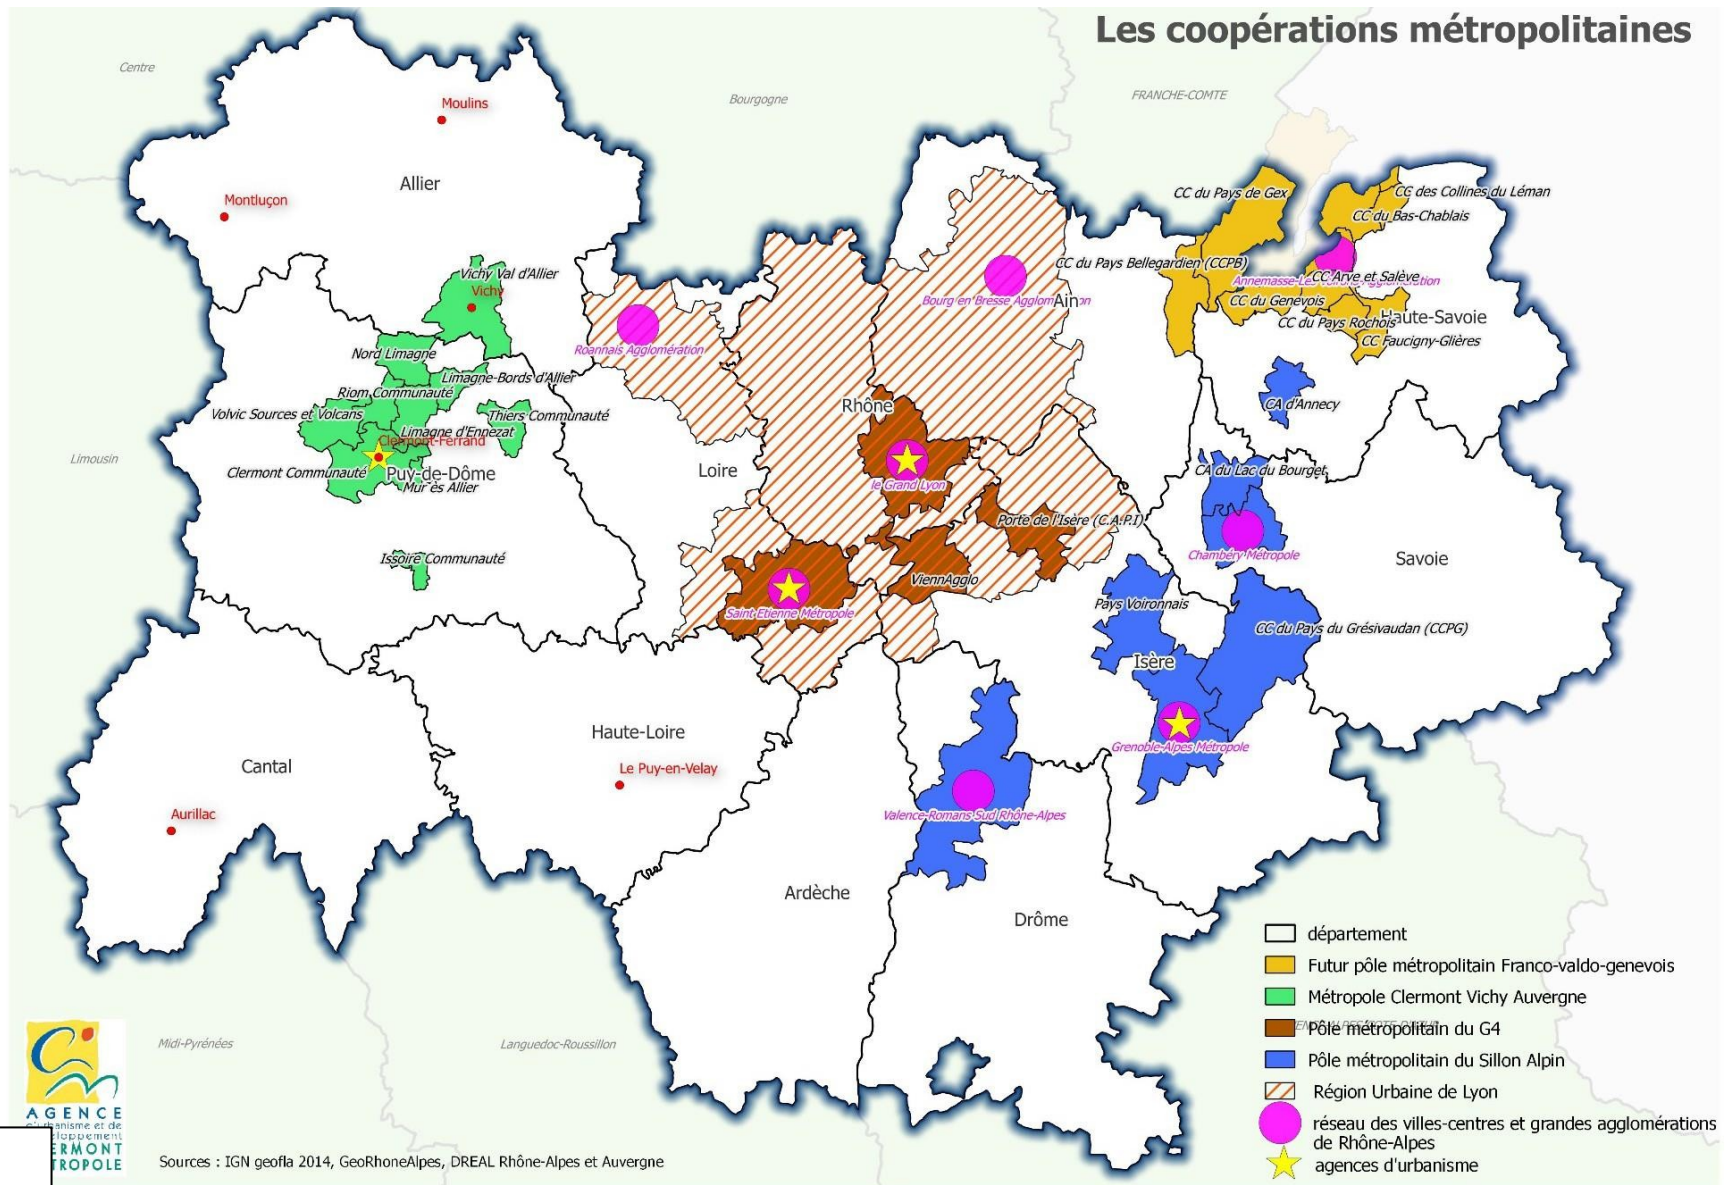 Les coopérations métropolitaines
Centre
Bourgogne
FRANCHE-COMTE
Moulins
Allier
Montluçon
CC du Pays de Gex
CC des Collines du Léman
CC du Bas-Chablais
CC du Pays Bellegardien (CCPB)
CC Arve et Salève
Annemasse-Les Agglomération
CC du Genevois
CC du Pays Rochois
Haute-Savoie
CC Faucigny-Glières
Vichy Val d'Allier
Vichy
Bourg en Bresse Agglom
Ain
Roannais Agglomération
Nord Limagne
Limagne-Bords d'Allier
Riom Communauté
Volvic Sources et Volcans
Thiers Communauté
Limagne d'Ennezat
Clermont-Ferrand
Clermont Communauté
Puy-de-Dôme
Mur ès Allier
Issoire Communauté
Limousin
Rhône
CA d'Annecy
Loire
le Grand Lyon
CA du Lac du Bourget
Porte de l'Isère (C.A.P.I)
Chambéry Métropole
Savoie
ViennAgglo
Saint Etienne Métropole
Pays Voironnais
CC du Pays du Grésivaudan (CCPG)
Isère
Haute-Loire
Grenoble-Alpes Métropole
Cantal
Le Puy-en-Velay
Aurillac
Valence-Romans Sud Rhône-Alpes
Ardèche
Drôme
Midi-Pyrénées
Languedoc-Roussillon
département
Futur pôle métropolitain Franco-valdo-genevois
Métropole Clermont Vichy Auvergne
Pôle métropolitain du G4
Pôle métropolitain du Sillon Alpin
Région Urbaine de Lyon
réseau des villes-centres et grandes agglomérations
de Rhône-Alpes
agences d'urbanisme
AGENCE
d'urbanisme et de
eloppement
ERMONT
TROPOLE
Sources : IGN geofla 2014, GeoRhoneAlpes, DREAL Rhône-Alpes et Auvergne